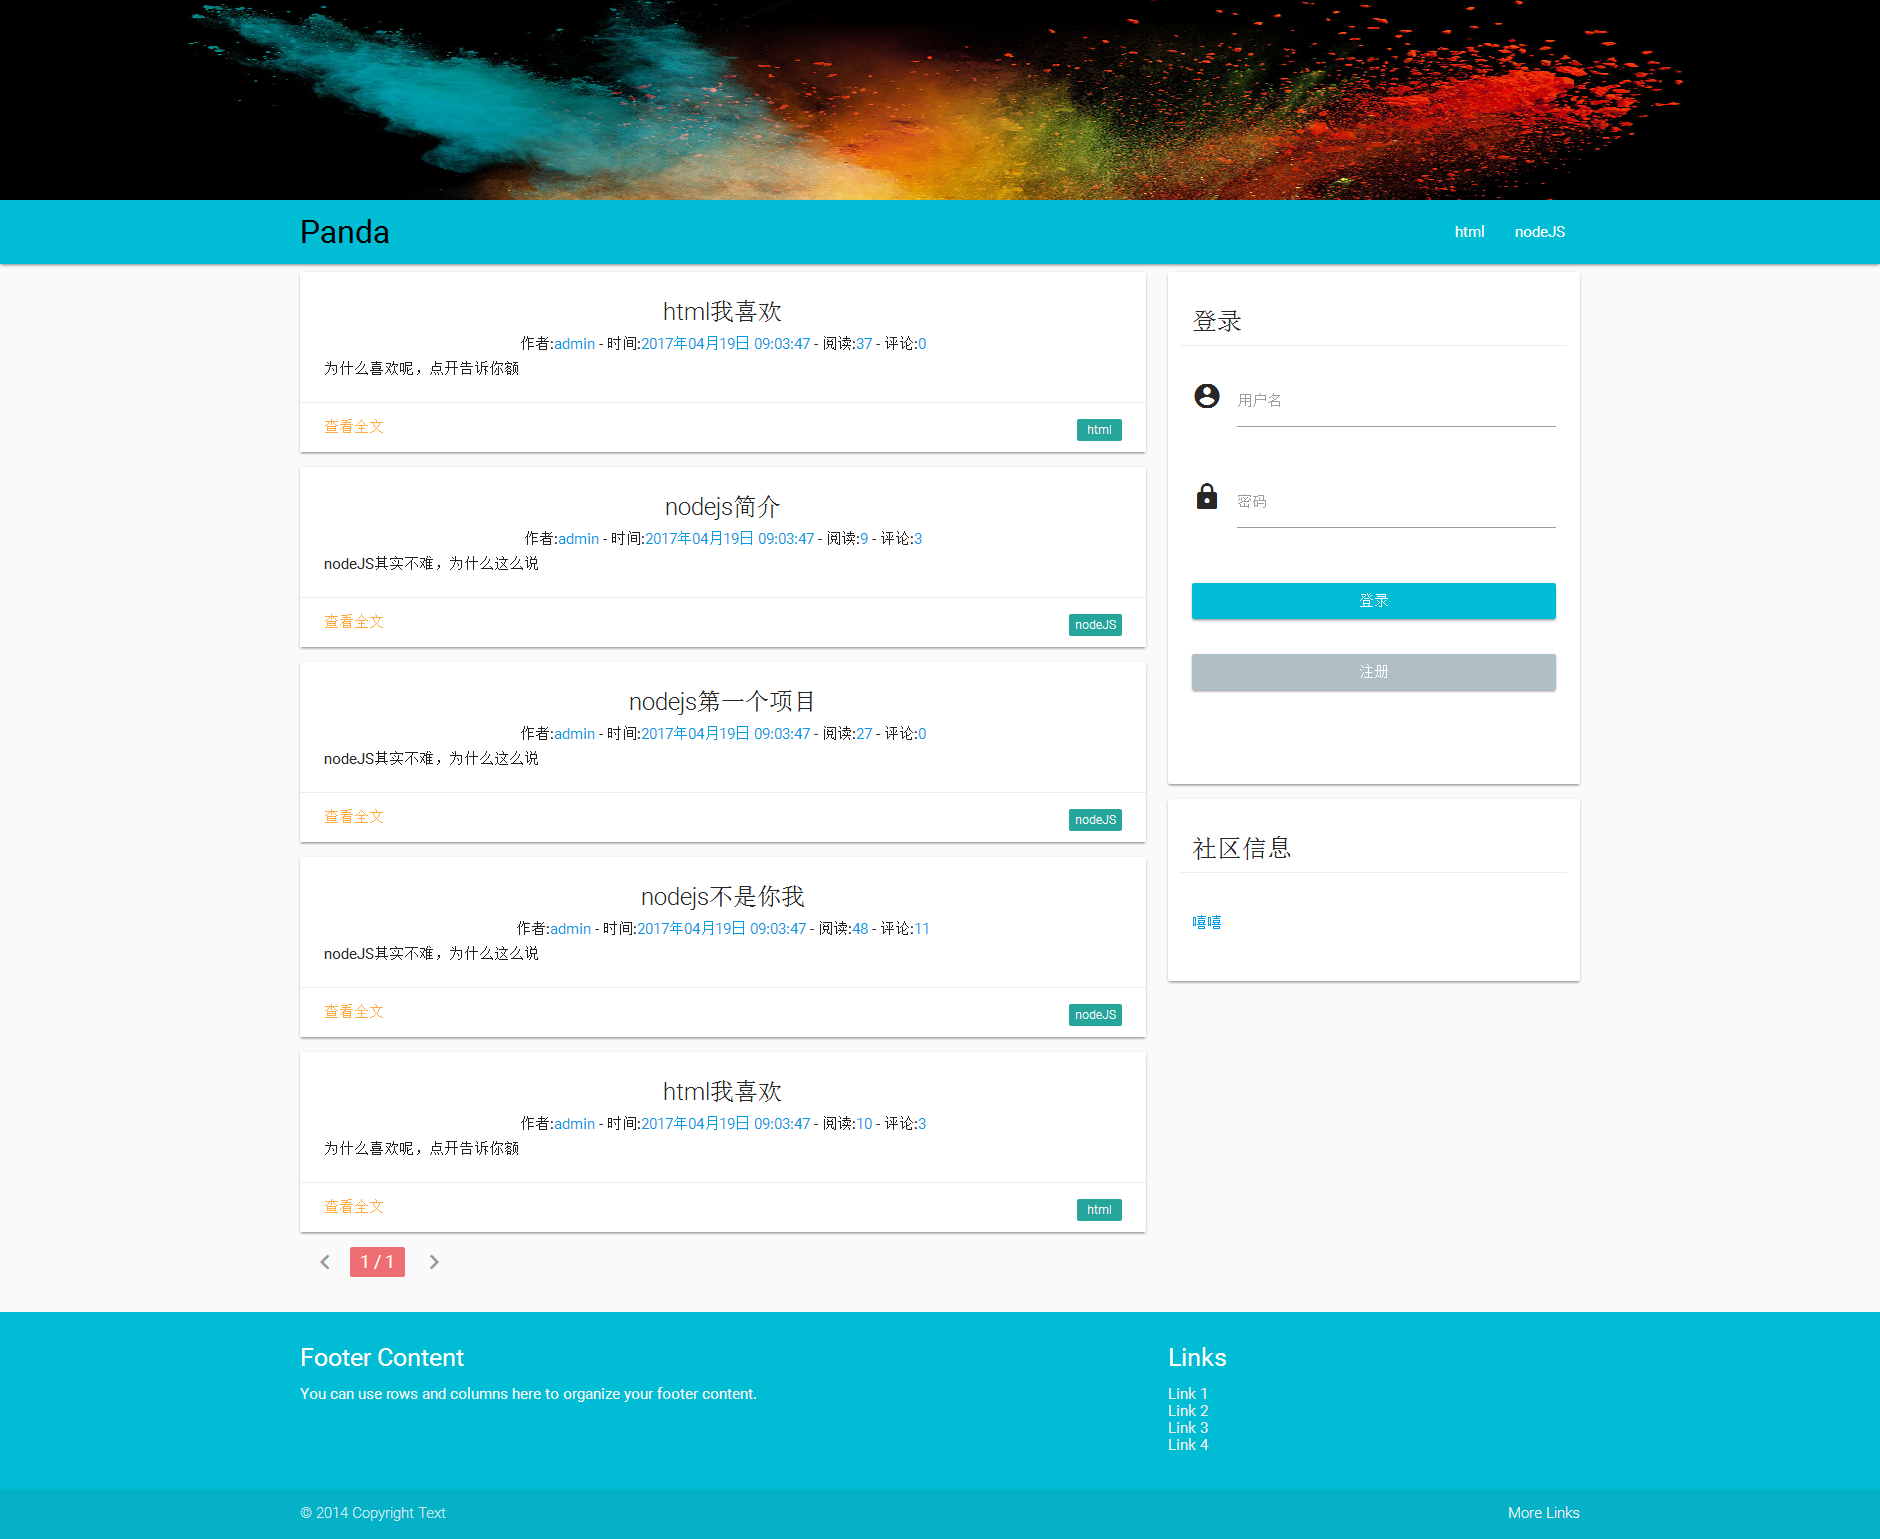 Panda
html
nodeJS
html我喜欢
作者:admin - 时间:2017年04月19日 09:03:47 - 阅读:37 - 评论:0
为什么喜欢呢，点开告诉你额
查看全文
html
nodejs简介
作者:admin - 时间:2017年04月19日 09:03:47 - 阅读:9 - 评论:3
nodeJS其实不难，为什么这么说
查看全文
nodeJS
nodejs第一个项目
作者:admin - 时间:2017年04月19日 09:03:47 - 阅读:27 - 评论:0
nodeJS其实不难，为什么这么说
查看全文
nodeJS
nodejs不是你我
作者:admin - 时间:2017年04月19日 09:03:47 - 阅读:48 - 评论:11
nodeJS其实不难，为什么这么说
查看全文
nodeJS
html我喜欢
作者:admin - 时间:2017年04月19日 09:03:47 - 阅读:10 - 评论:3
为什么喜欢呢，点开告诉你额
查看全文
html
1 / 1
登录
用户名
密码
登录
注册
社区信息
嘻嘻
Footer Content
You can use rows and columns here to organize your footer content.
Links
Link 1
Link 2
Link 3
Link 4
© 2014 Copyright Text
More Links